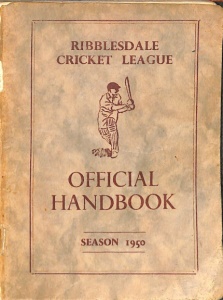 RIBBLESDALE
CRICKET LEAGUE
OFFICIAL
HANDBOOK
SEASON 1950